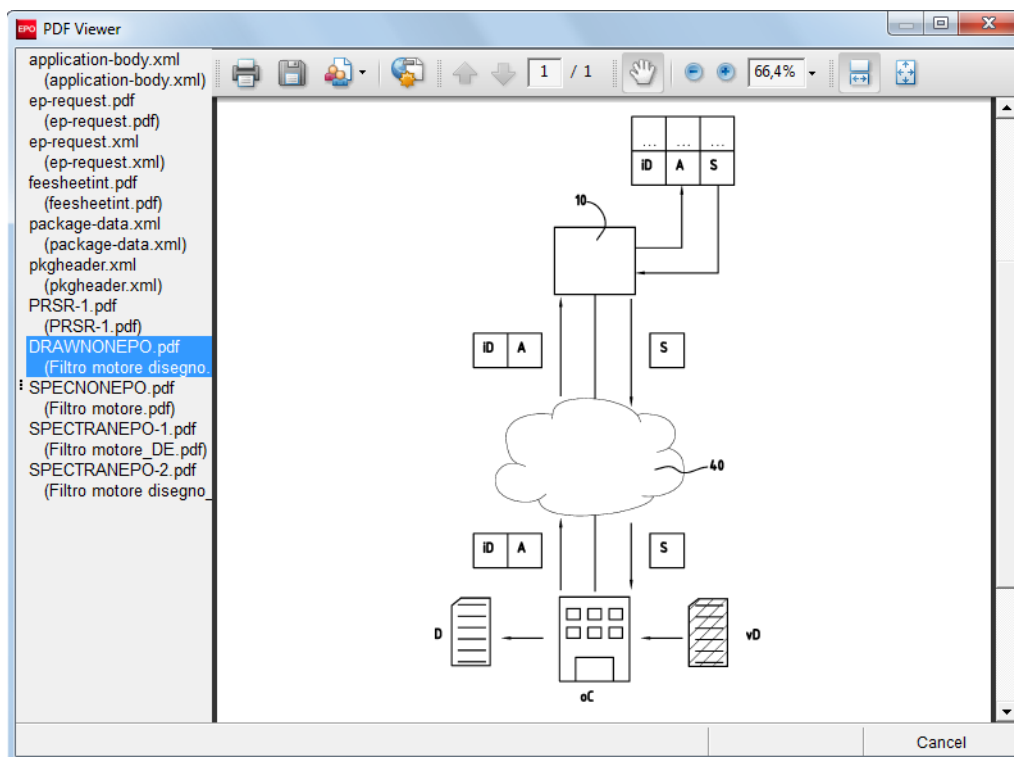 EPO PDF Viewer
application-body.xml
(application-body.xml)
ep-request.pdf
(ep-request.pdf)
ep-request.xml
(ep-request.xml)
feesheetint.pdf
(feesheetint.pdf)
package-data.xml
(package-data.xml)
pkgheader.xml
(pkgheader.xml)
PRSR-1.pdf
(PRSR-1.pdf)
DRAWNONEPO.pdf
(Filtro motore disegno.
SPECNONEPO.pdf
(Filtro motore.pdf)
SPECTRANEPO-1.pdf
(Filtro motore_DE.pdf)
SPECTRANEPO-2.pdf
(Filtro motore disegno_
1 / 1
66,4%
... ... ...
iD A S
10
iD A S
40
iD A S
D vD
oC
Cancel